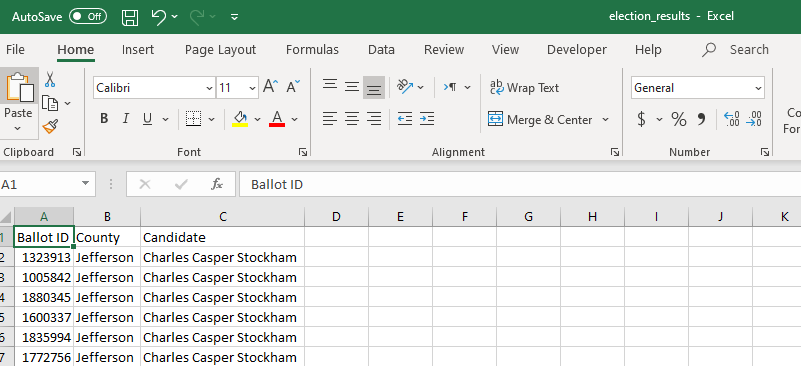 AutoSave Off election_results - Excel
File Home Insert Page Layout Formulas Data Review View Developer Help Search
Paste Calibri 11 A A ab Wrap Text General
B I U A Merge & Center $ % , .00 .00 Co
For
Clipboard Font Alignment Number
A1 fx Ballot ID
A B C D E F G H I J K
1 Ballot ID County Candidate
2 1323913 Jefferson Charles Casper Stockham
3 1005842 Jefferson Charles Casper Stockham
4 1880345 Jefferson Charles Casper Stockham
5 1600337 Jefferson Charles Casper Stockham
6 1835994 Jefferson Charles Casper Stockham
7 1772756 Jefferson Charles Casper Stockham